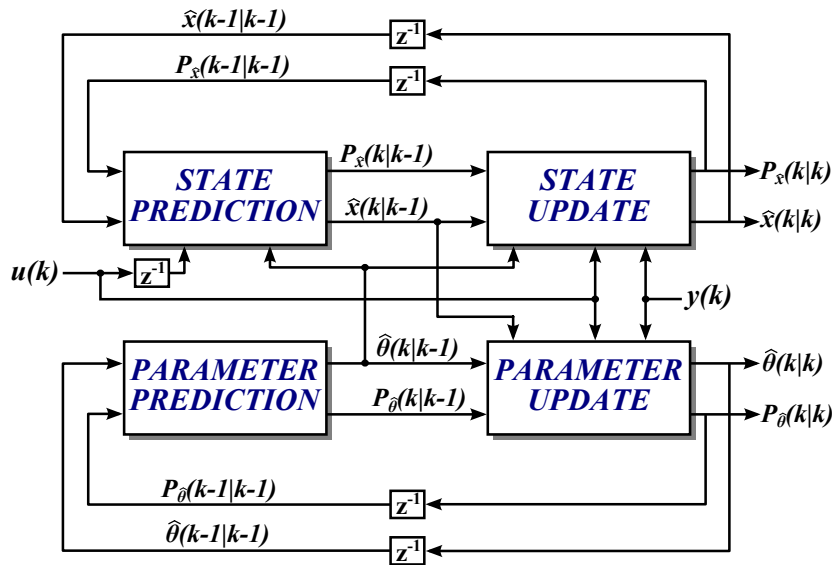 x̂(k-1|k-1)
z⁻¹
P_x̂(k-1|k-1)
z⁻¹
STATE
PREDICTION
P_x̂(k|k-1)
x̂(k|k-1)
STATE
UPDATE
P_x̂(k|k)
x̂(k|k)
u(k)
z⁻¹
y(k)
PARAMETER
PREDICTION
θ̂(k|k-1)
P_θ̂(k|k-1)
PARAMETER
UPDATE
θ̂(k|k)
P_θ̂(k|k)
P_θ̂(k-1|k-1)
z⁻¹
θ̂(k-1|k-1)
z⁻¹